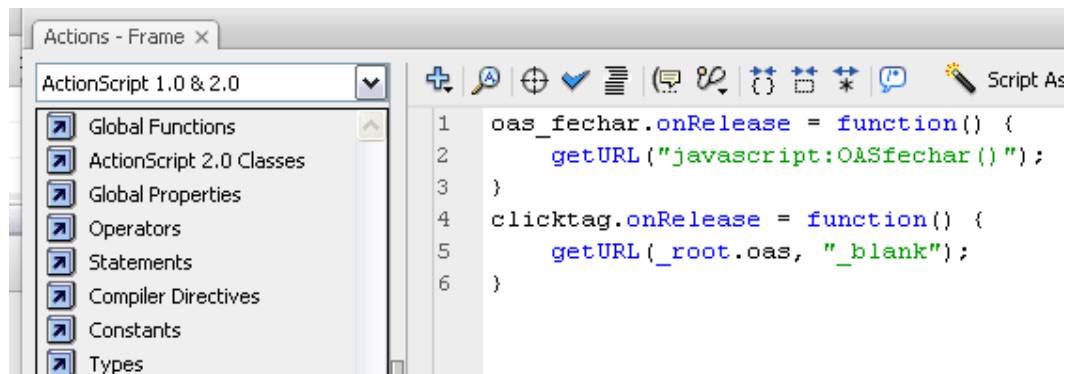 Actions - Frame ×
ActionScript 1.0 & 2.0
Script As
Global Functions
ActionScript 2.0 Classes
Global Properties
Operators
Statements
Compiler Directives
Constants
Types
1 oas_fechar.onRelease = function() {
2 getURL("javascript:OASfechar()");
3 }
4 clicktag.onRelease = function() {
5 getURL(_root.oas, "_blank");
6 }